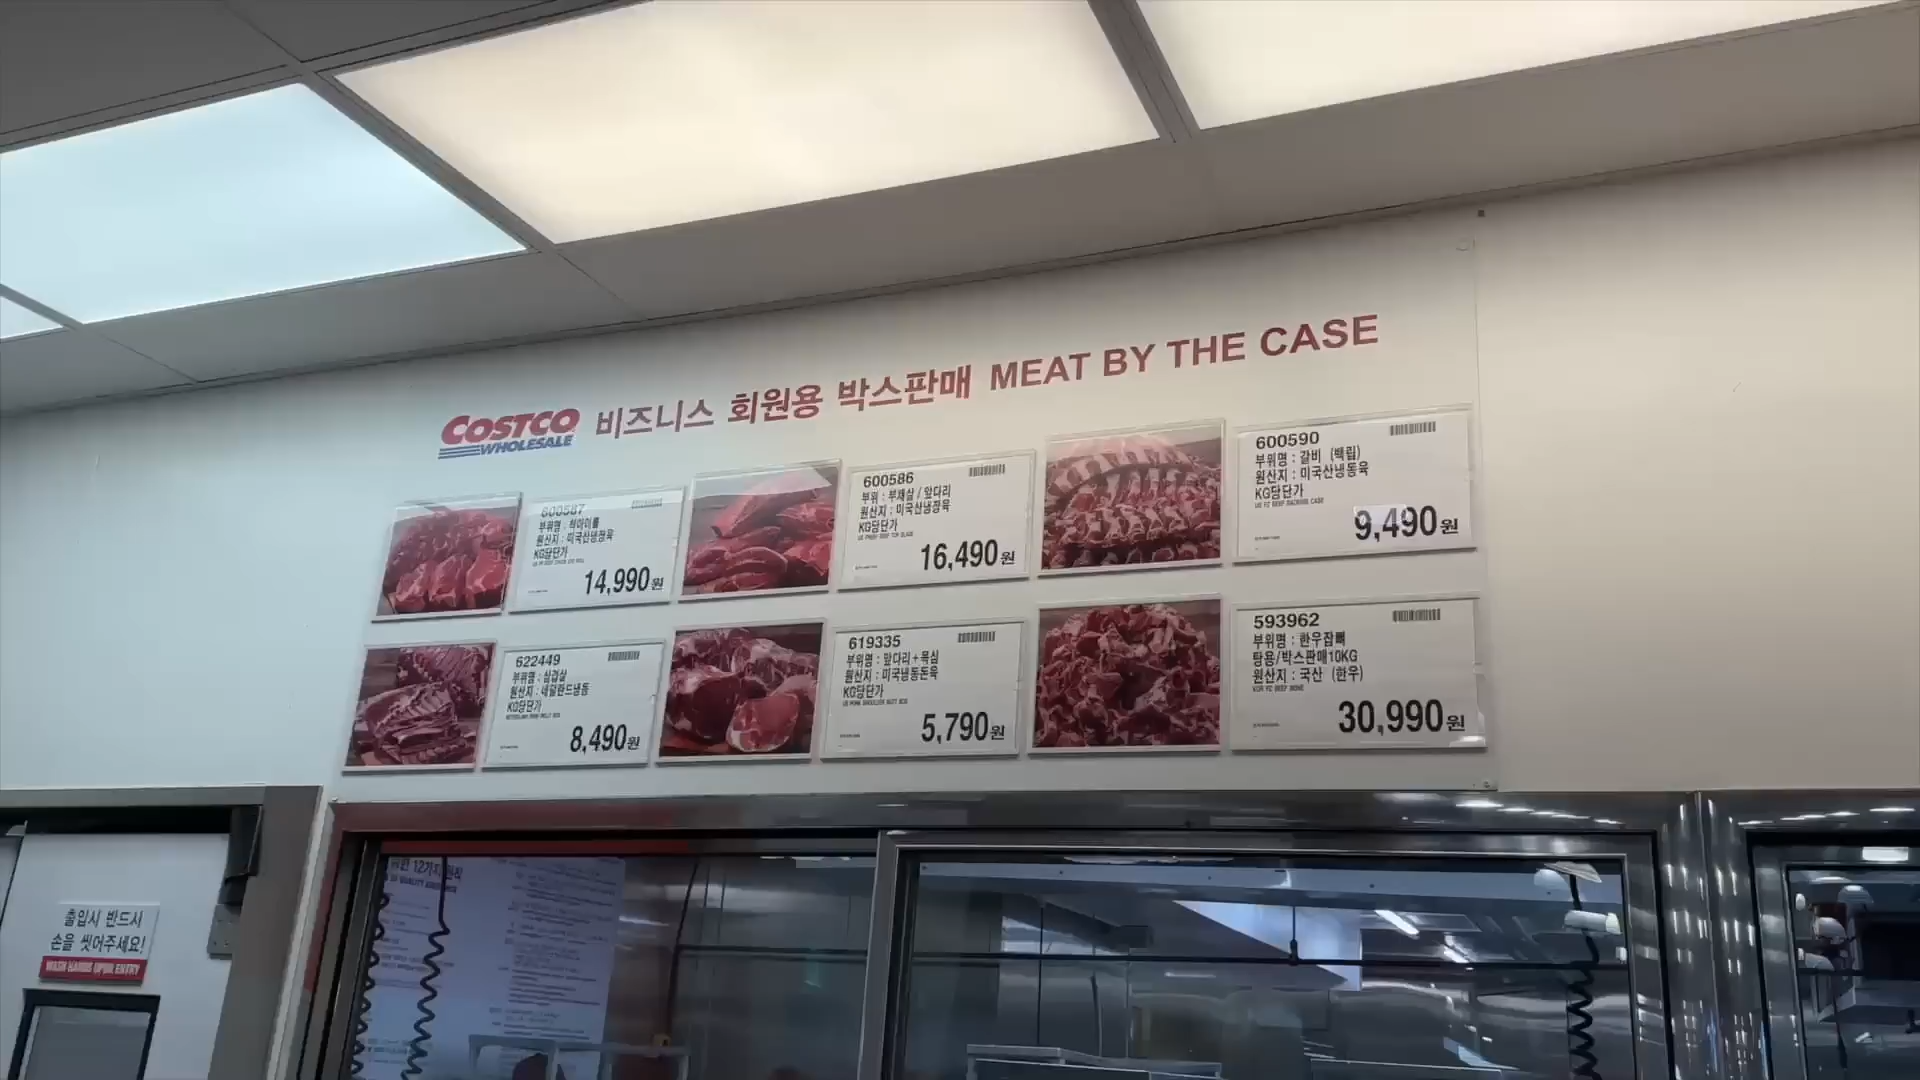 COSTCO WHOLESALE 비즈니스 회원용 박스판매 MEAT BY THE CASE
600587
부위명 : 척아이롤
원산지 : 미국산냉장육
KG당단가
14,990원
600586
부위 : 부채살 / 앞다리
원산지 : 미국산냉장육
KG당단가
16,490원
600590
부위명 : 갈비 (백립)
원산지 : 미국산냉동육
KG당단가
9,490원
622449
부위명 : 삼겹살
원산지 : 네덜란드냉동
KG당단가
8,490원
619335
부위명 : 앞다리+목심
원산지 : 미국냉동돈육
KG당단가
US PORK SHOULDER BUTT BOX
5,790원
593962
부위명 : 한우잡뼈
탕용/박스판매10KG
원산지 : 국산 (한우)
KOR FZ BEEF BONE
30,990원
출입시 반드시
손을 씻어주세요!
WASH HANDS UPON ENTRY